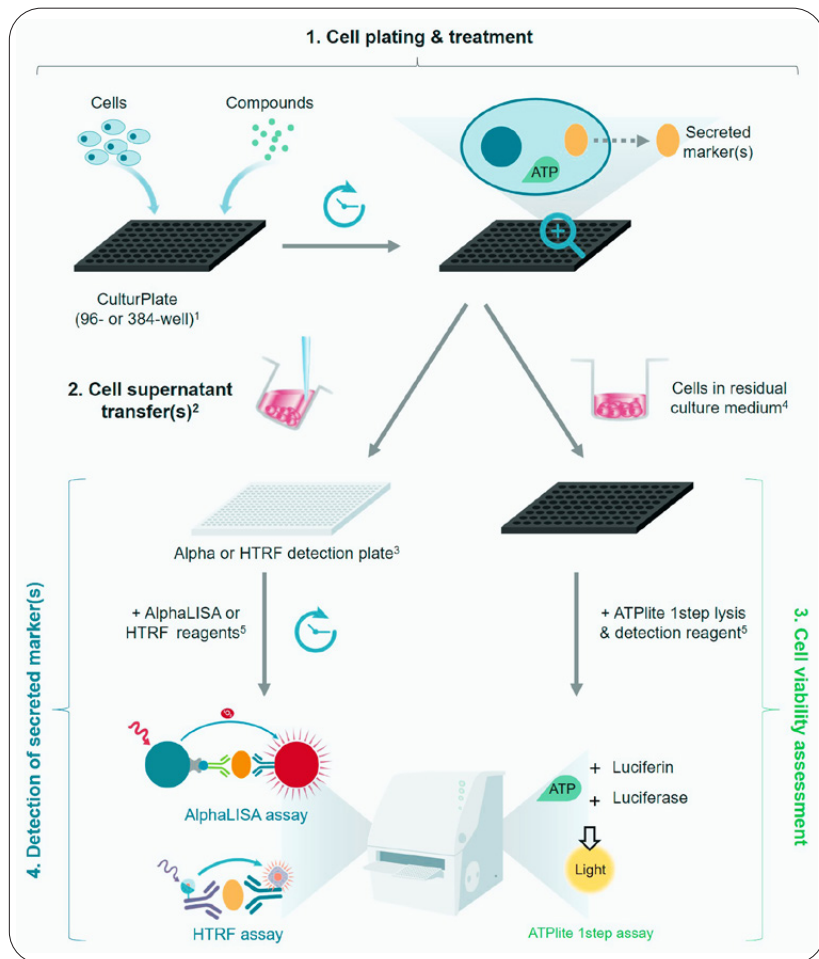 1. Cell plating & treatment
Cells
Compounds
ATP
Secreted
marker(s)
CulturPlate
(96- or 384-well)¹
2. Cell supernatant
transfer(s)²
Cells in residual
culture medium⁴
Alpha or HTRF detection plate³
+ AlphaLISA or
HTRF reagents⁵
+ ATPlite 1step lysis
& detection reagent⁵
4. Detection of secreted marker(s)
3. Cell viability assessment
AlphaLISA assay
HTRF assay
ATP
+ Luciferin
+ Luciferase
Light
ATPlite 1step assay